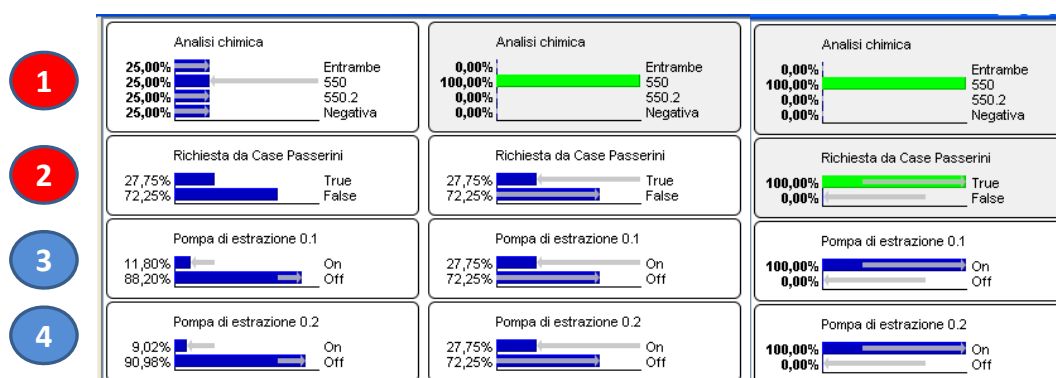 1
Analisi chimica
25,00% Entrambe
25,00% 550
25,00% 550.2
25,00% Negativa
Analisi chimica
0,00% Entrambe
100,00% 550
0,00% 550.2
0,00% Negativa
Analisi chimica
0,00% Entrambe
100,00% 550
0,00% 550.2
0,00% Negativa
2
Richiesta da Case Passerini
27,75% True
72,25% False
Richiesta da Case Passerini
27,75% True
72,25% False
Richiesta da Case Passerini
100,00% True
0,00% False
3
Pompa di estrazione 0.1
11,80% On
88,20% Off
Pompa di estrazione 0.1
27,75% On
72,25% Off
Pompa di estrazione 0.1
100,00% On
0,00% Off
4
Pompa di estrazione 0.2
9,02% On
90,98% Off
Pompa di estrazione 0.2
27,75% On
72,25% Off
Pompa di estrazione 0.2
100,00% On
0,00% Off